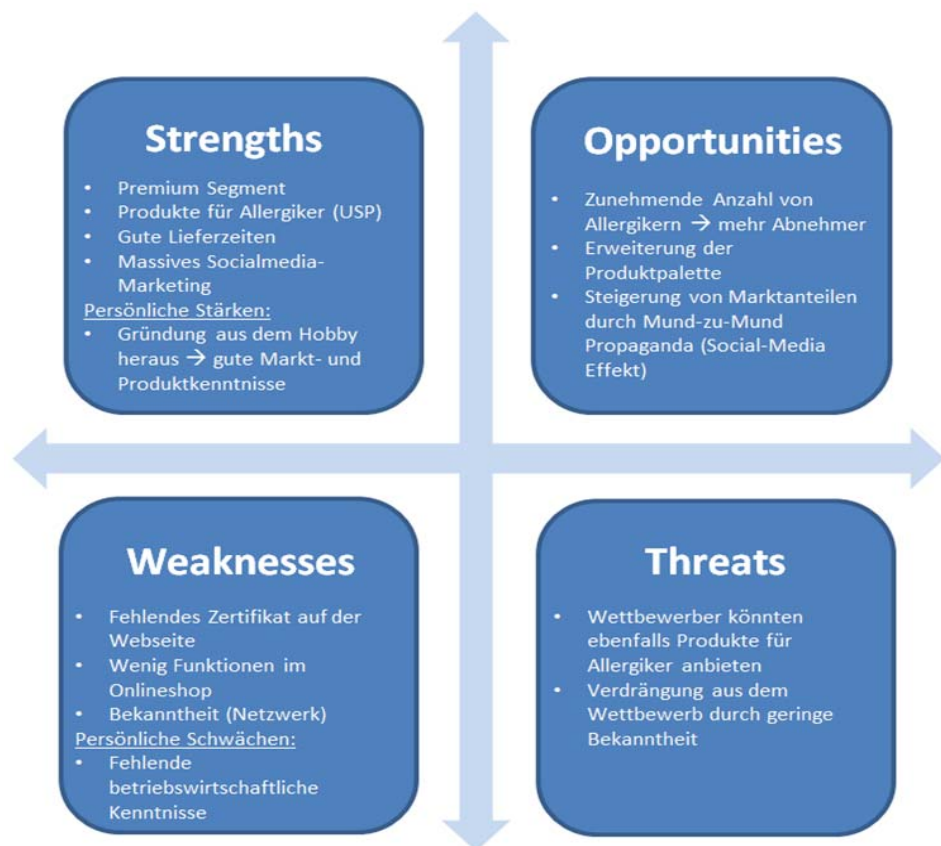 Strengths
• Premium Segment
• Produkte für Allergiker (USP)
• Gute Lieferzeiten
• Massives Socialmedia-
Marketing
Persönliche Stärken:
• Gründung aus dem Hobby
heraus → gute Markt- und
Produktkenntnisse
Opportunities
• Zunehmende Anzahl von
Allergikern → mehr Abnehmer
• Erweiterung der
Produktpalette
• Steigerung von Marktanteilen
durch Mund-zu-Mund
Propaganda (Social-Media
Effekt)
Weaknesses
• Fehlendes Zertifikat auf der
Webseite
• Wenig Funktionen im
Onlineshop
• Bekanntheit (Netzwerk)
Persönliche Schwächen:
• Fehlende
betriebswirtschaftliche
Kenntnisse
Threats
• Wettbewerber könnten
ebenfalls Produkte für
Allergiker anbieten
• Verdrängung aus dem
Wettbewerb durch geringe
Bekanntheit